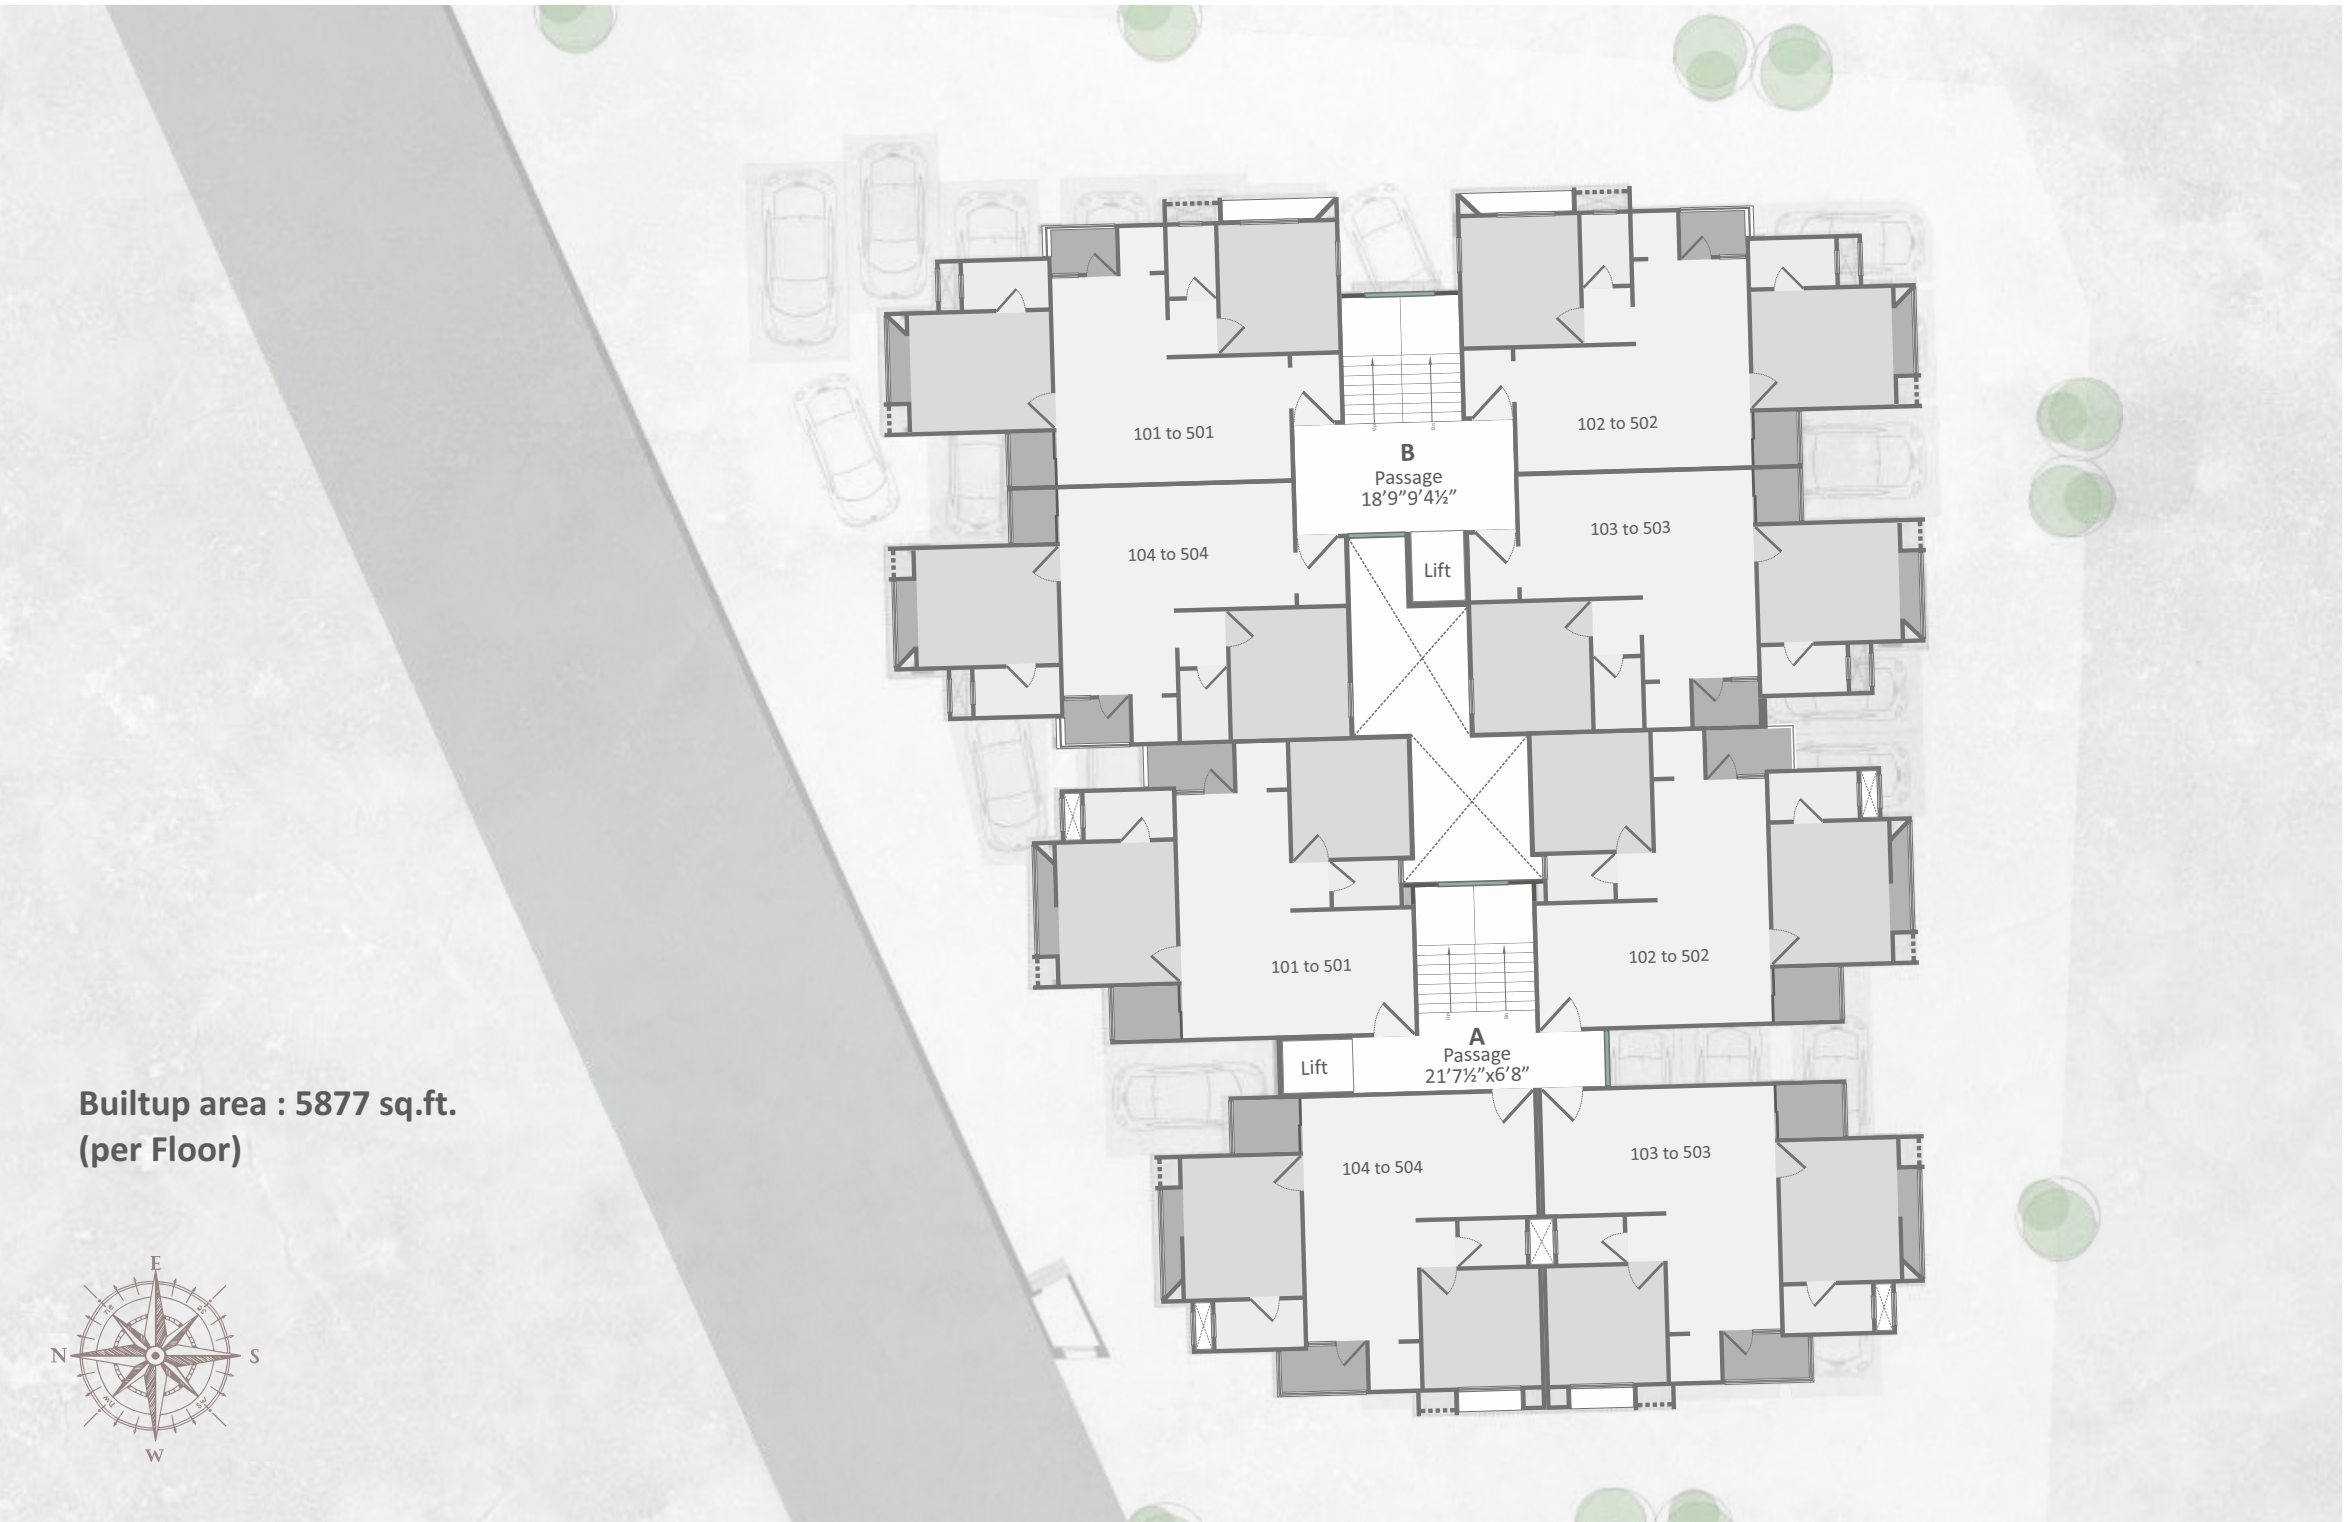 101 to 501
102 to 502
B
Passage
18’9”9’4½”
104 to 504
103 to 503
Lift
101 to 501
102 to 502
A
Passage
21’7½”x6’8”
Lift
104 to 504
103 to 503
Builtup area : 5877 sq.ft.
(per Floor)
E
N
S
W